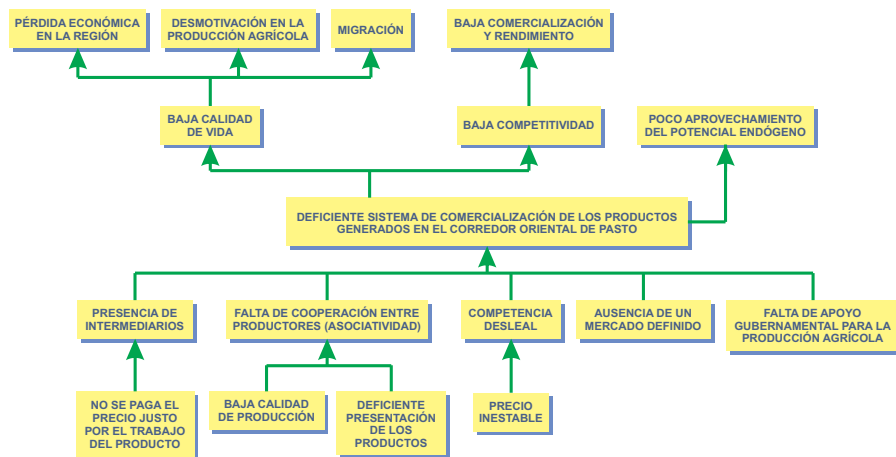 PÉRDIDA ECONÓMICA
EN LA REGIÓN
DESMOTIVACIÓN EN LA
PRODUCCIÓN AGRÍCOLA
MIGRACIÓN
BAJA COMERCIALIZACIÓN
Y RENDIMIENTO
BAJA CALIDAD
DE VIDA
BAJA COMPETITIVIDAD
POCO APROVECHAMIENTO
DEL POTENCIAL ENDÓGENO
DEFICIENTE SISTEMA DE COMERCIALIZACIÓN DE LOS PRODUCTOS
GENERADOS EN EL CORREDOR ORIENTAL DE PASTO
PRESENCIA DE
INTERMEDIARIOS
FALTA DE COOPERACIÓN ENTRE
PRODUCTORES (ASOCIATIVIDAD)
COMPETENCIA
DESLEAL
AUSENCIA DE UN
MERCADO DEFINIDO
FALTA DE APOYO
GUBERNAMENTAL PARA LA
PRODUCCIÓN AGRÍCOLA
NO SE PAGA EL
PRECIO JUSTO
POR EL TRABAJO
DEL PRODUCTO
BAJA CALIDAD
DE PRODUCCIÓN
DEFICIENTE
PRESENTACIÓN
DE LOS
PRODUCTOS
PRECIO
INESTABLE